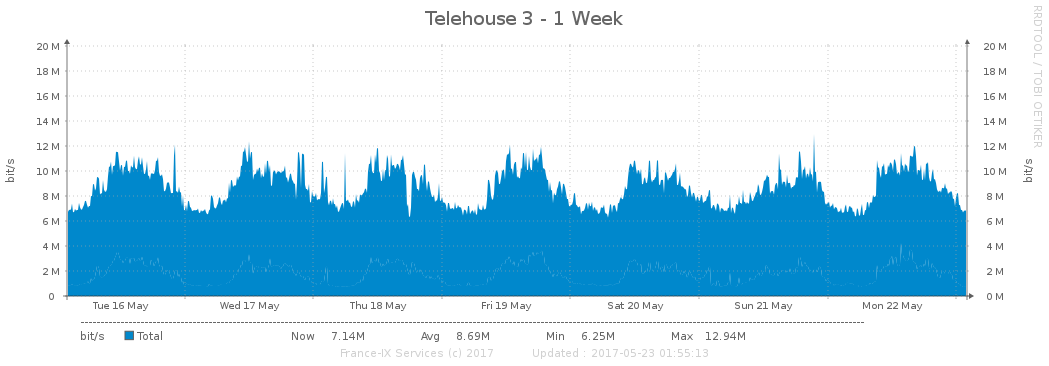 Telehouse 3 - 1 Week
RRDTOOL / TOBI OETIKER
20 M 20 M
18 M 18 M
16 M 16 M
14 M 14 M
12 M 12 M
10 M 10 M
8 M 8 M
6 M 6 M
4 M 4 M
2 M 2 M
0 0 M
bit/s bit/s
Tue 16 May Wed 17 May Thu 18 May Fri 19 May Sat 20 May Sun 21 May Mon 22 May
bit/s Total Now 7.14M Avg 8.69M Min 6.25M Max 12.94M
France-IX Services (c) 2017 Updated : 2017-05-23 01:55:13